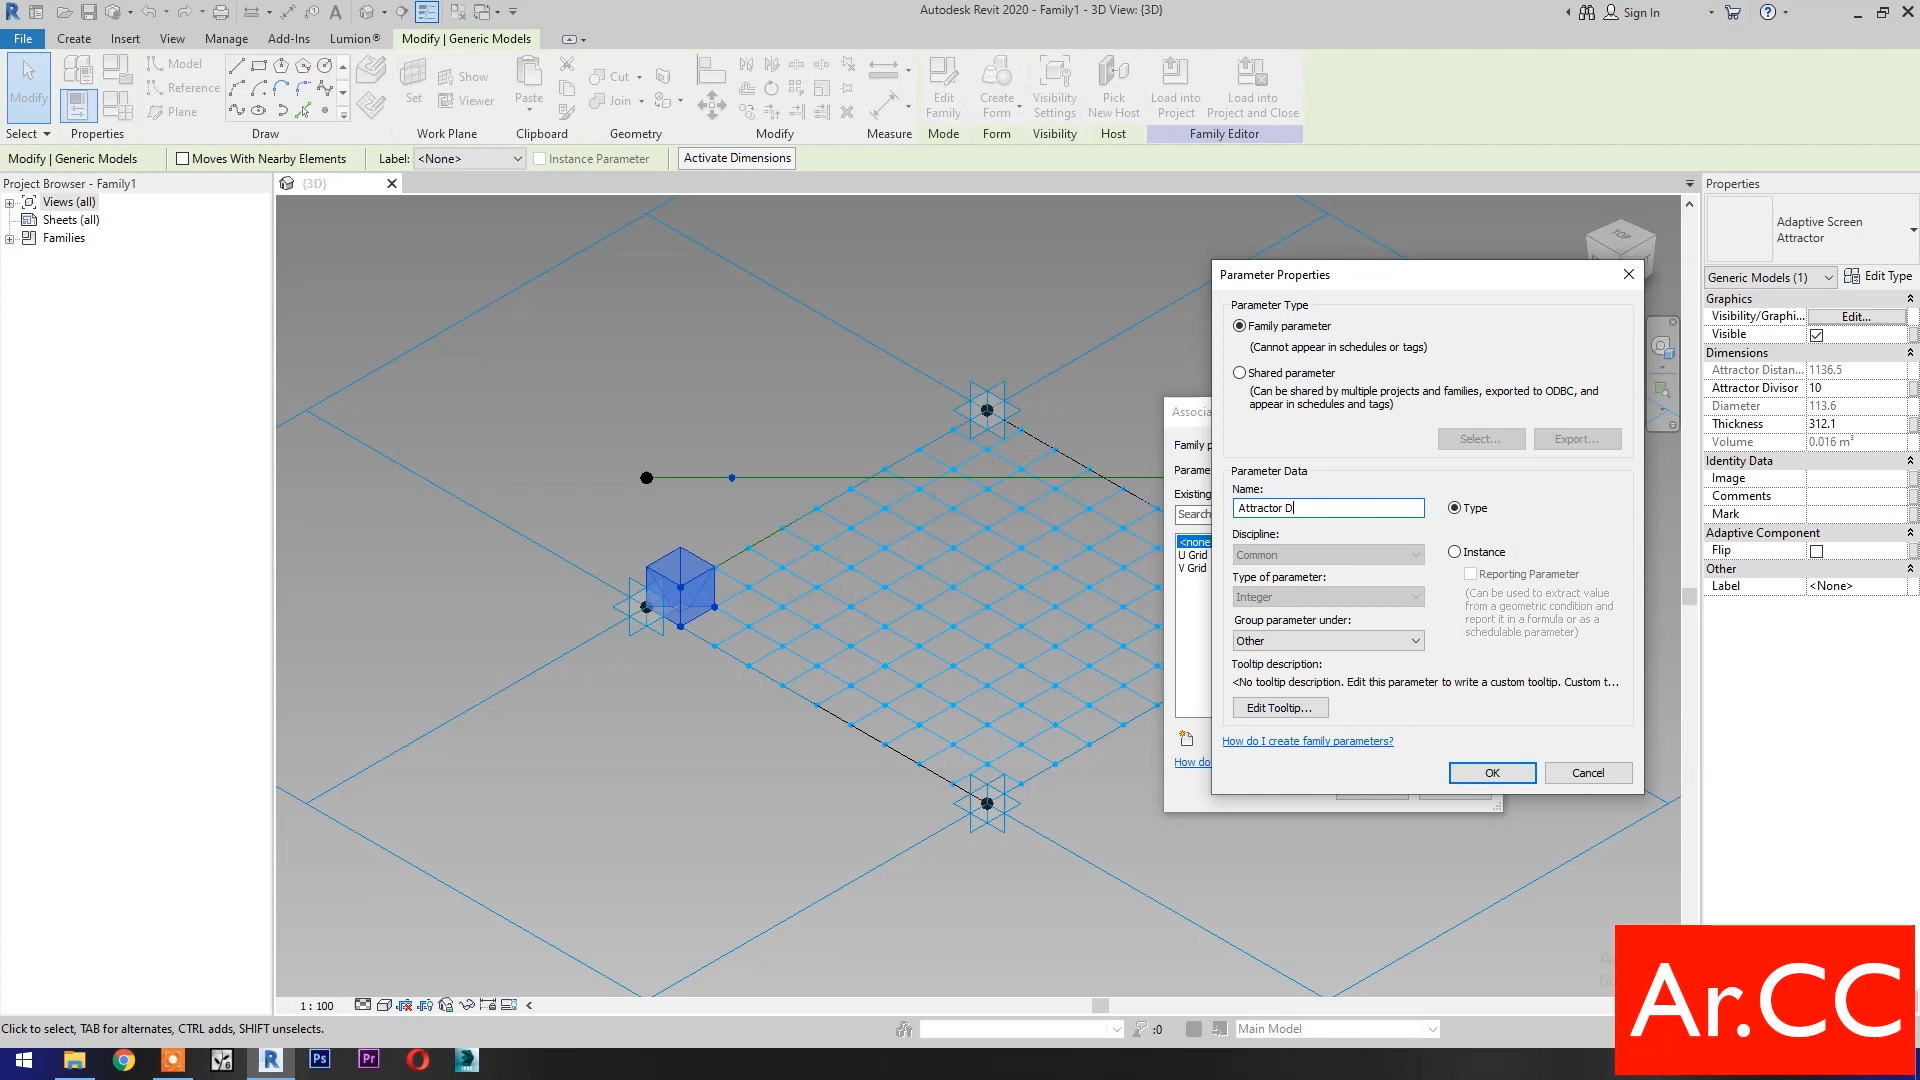 Autodesk Revit 2020 - Family1 - 3D View: {3D}
Sign In
File
Create
Insert
View
Manage
Add-Ins
Lumion®
Modify | Generic Models
Modify
Model
Reference
Plane
Set
Show
Viewer
Paste
Cut
Join
Edit
Family
Create
Form
Visibility
Settings
Pick
New Host
Load into
Project
Load into
Project and Close
Select
Properties
Draw
Work Plane
Clipboard
Geometry
Modify
Measure
Mode
Form
Visibility
Host
Family Editor
Modify | Generic Models
Moves With Nearby Elements
Label:
<None>
Instance Parameter
Activate Dimensions
Project Browser - Family1
Views (all)
Sheets (all)
Families
{3D}
TOP
Associa
Family p
Parame
Existing
Search
<none
U Grid
V Grid
How do
Parameter Properties
Parameter Type
Family parameter
(Cannot appear in schedules or tags)
Shared parameter
(Can be shared by multiple projects and families, exported to ODBC, and
appear in schedules and tags)
Select...
Export...
Parameter Data
Name:
Attractor D
Type
Discipline:
Common
Instance
Type of parameter:
Reporting Parameter
Integer
(Can be used to extract value
from a geometric condition and
report it in a formula or as a
schedulable parameter)
Group parameter under:
Other
Tooltip description:
<No tooltip description. Edit this parameter to write a custom tooltip. Custom t...
Edit Tooltip...
How do I create family parameters?
OK
Cancel
Properties
Adaptive Screen
Attractor
Generic Models (1)
Edit Type
Graphics
Visibility/Graphi...
Edit...
Visible
Dimensions
Attractor Distan...
1136.5
Attractor Divisor
10
Diameter
113.6
Thickness
312.1
Volume
0.016 m³
Identity Data
Image
Comments
Mark
Adaptive Component
Flip
Other
Label
<None>
1 : 100
Click to select, TAB for alternates, CTRL adds, SHIFT unselects.
:0
Main Model
Ar.CC
R
Ps
Pr